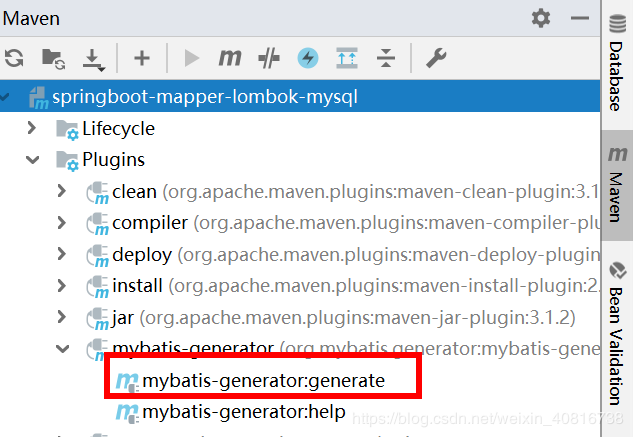 Maven
springboot-mapper-lombok-mysql
Lifecycle
Plugins
clean (org.apache.maven.plugins:maven-clean-plugin:3.1
compiler (org.apache.maven.plugins:maven-compiler-plu
deploy (org.apache.maven.plugins:maven-deploy-plugin
install (org.apache.maven.plugins:maven-install-plugin:2.
jar (org.apache.maven.plugins:maven-jar-plugin:3.1.2)
mybatis-generator (org.mybatis.generator:mybatis-gene
mybatis-generator:generate
mybatis-generator:help
https://blog.csdn.net/weixin_40816738
Database
Maven
Bean Validation